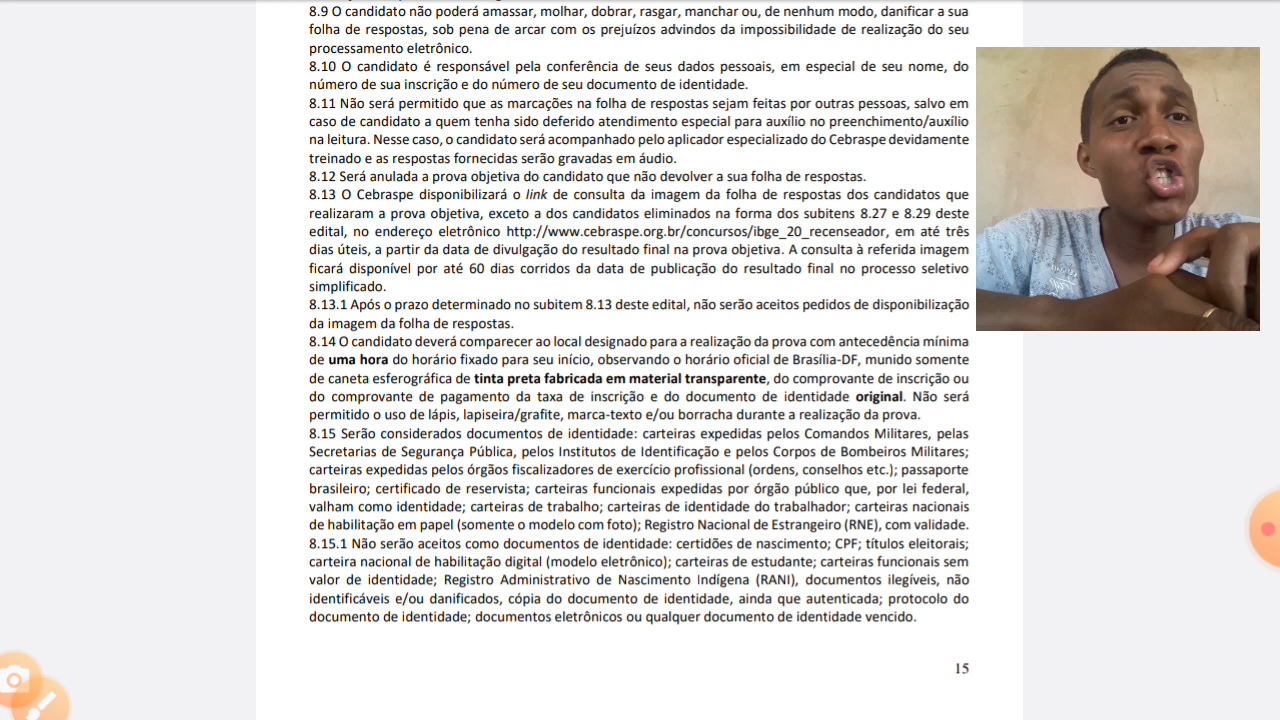 8.9 O candidato não poderá amassar, molhar, dobrar, rasgar, manchar ou, de nenhum modo, danificar a sua
folha de respostas, sob pena de arcar com os prejuízos advindos da impossibilidade de realização do seu
processamento eletrônico.
8.10 O candidato é responsável pela conferência de seus dados pessoais, em especial de seu nome, do
número de sua inscrição e do número de seu documento de identidade.
8.11 Não será permitido que as marcações na folha de respostas sejam feitas por outras pessoas, salvo em
caso de candidato a quem tenha sido deferido atendimento especial para auxílio no preenchimento/auxílio
na leitura. Nesse caso, o candidato será acompanhado pelo aplicador especializado do Cebraspe devidamente
treinado e as respostas fornecidas serão gravadas em áudio.
8.12 Será anulada a prova objetiva do candidato que não devolver a sua folha de respostas.
8.13 O Cebraspe disponibilizará o link de consulta da imagem da folha de respostas dos candidatos que
realizaram a prova objetiva, exceto a dos candidatos eliminados na forma dos subitens 8.27 e 8.29 deste
edital, no endereço eletrônico http://www.cebraspe.org.br/concursos/ibge_20_recenseador, em até três
dias úteis, a partir da data de divulgação do resultado final na prova objetiva. A consulta à referida imagem
ficará disponível por até 60 dias corridos da data de publicação do resultado final no processo seletivo
simplificado.
8.13.1 Após o prazo determinado no subitem 8.13 deste edital, não serão aceitos pedidos de disponibilização
da imagem da folha de respostas.
8.14 O candidato deverá comparecer ao local designado para a realização da prova com antecedência mínima
de uma hora do horário fixado para seu início, observando o horário oficial de Brasília-DF, munido somente
de caneta esferográfica de tinta preta fabricada em material transparente, do comprovante de inscrição ou
do comprovante de pagamento da taxa de inscrição e do documento de identidade original. Não será
permitido o uso de lápis, lapiseira/grafite, marca-texto e/ou borracha durante a realização da prova.
8.15 Serão considerados documentos de identidade: carteiras expedidas pelos Comandos Militares, pelas
Secretarias de Segurança Pública, pelos Institutos de Identificação e pelos Corpos de Bombeiros Militares;
carteiras expedidas pelos órgãos fiscalizadores de exercício profissional (ordens, conselhos etc.); passaporte
brasileiro; certificado de reservista; carteiras funcionais expedidas por órgão público que, por lei federal,
valham como identidade; carteiras de trabalho; carteiras de identidade do trabalhador; carteiras nacionais
de habilitação em papel (somente o modelo com foto); Registro Nacional de Estrangeiro (RNE), com validade.
8.15.1 Não serão aceitos como documentos de identidade: certidões de nascimento; CPF; títulos eleitorais;
carteira nacional de habilitação digital (modelo eletrônico); carteiras de estudante; carteiras funcionais sem
valor de identidade; Registro Administrativo de Nascimento Indígena (RANI), documentos ilegíveis, não
identificáveis e/ou danificados, cópia do documento de identidade, ainda que autenticada; protocolo do
documento de identidade; documentos eletrônicos ou qualquer documento de identidade vencido.
15